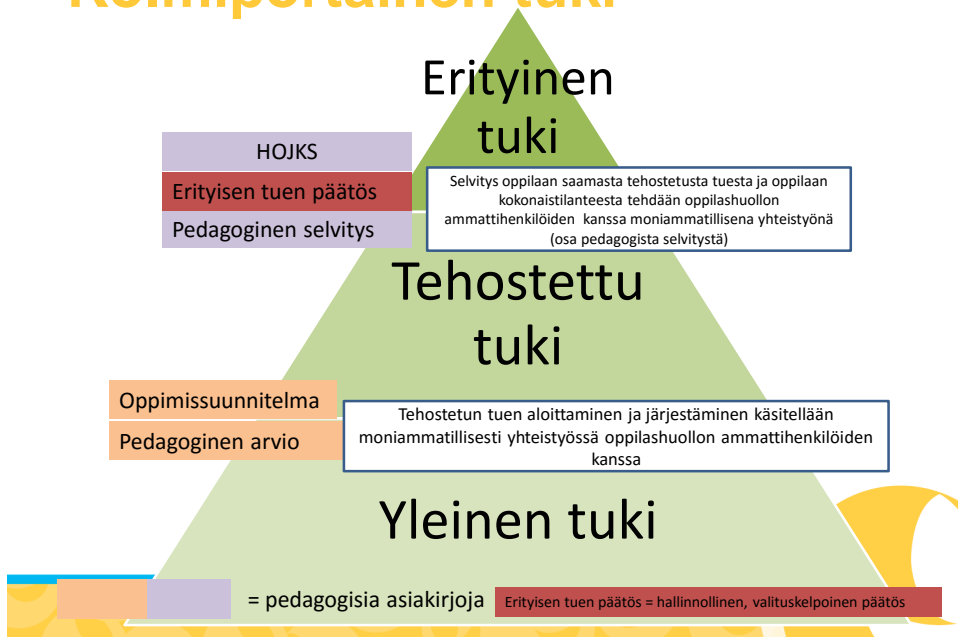 Kolmiportainen tuki
Erityinen
tuki
HOJKS
Erityisen tuen päätös
Pedagoginen selvitys
Selvitys oppilaan saamasta tehostetusta tuesta ja oppilaan
kokonaistilanteesta tehdään oppilashuollon
ammattihenkilöiden kanssa moniammatillisena yhteistyönä
(osa pedagogista selvitystä)
Tehostettu
tuki
Oppimissuunnitelma
Pedagoginen arvio
Tehostetun tuen aloittaminen ja järjestäminen käsitellään
moniammatillisesti yhteistyössä oppilashuollon ammattihenkilöiden
kanssa
Yleinen tuki
= pedagogisia asiakirjoja
Erityisen tuen päätös = hallinnollinen, valituskelpoinen päätös